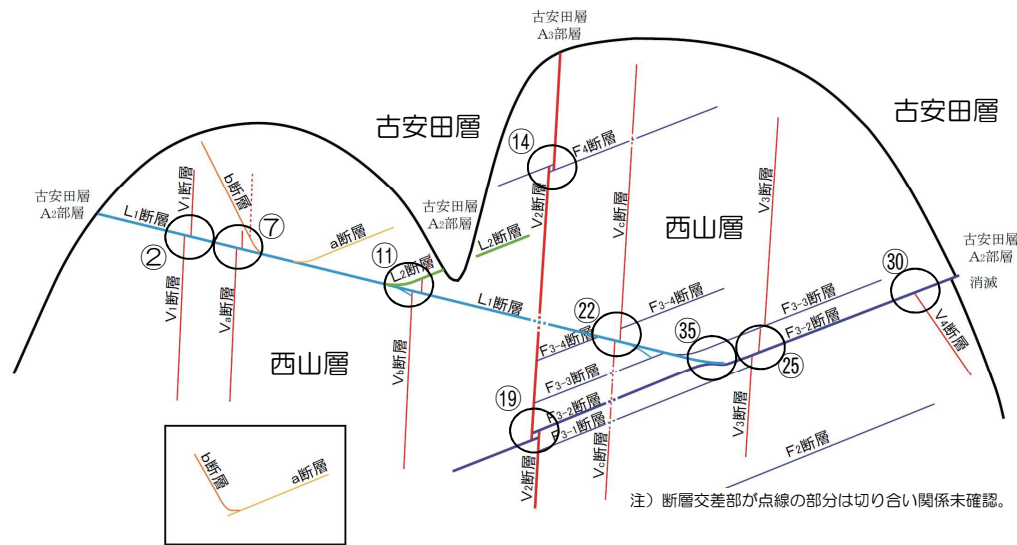 古安田層
A3部層
古安田層
古安田層
⑭
F4断層
b断層
V1断層
古安田層
A2部層
古安田層
A2部層
L1断層
⑦
②
a断層
L2断層
V2断層
Vc断層
西山層
V3断層
古安田層
A2部層
消滅
⑪
L2断層
㉚
V1断層
Va断層
L1断層
㉒
F3-4断層
F3-3断層
西山層
Vb断層
F3-4断層
㉟
F3-2断層
V4断層
F3-3断層
㉕
⑲
F3-2断層
F3-1断層
V3断層
V2断層
Vc断層
F2断層
b断層
a断層
注）断層交差部が点線の部分は切り合い関係未確認。